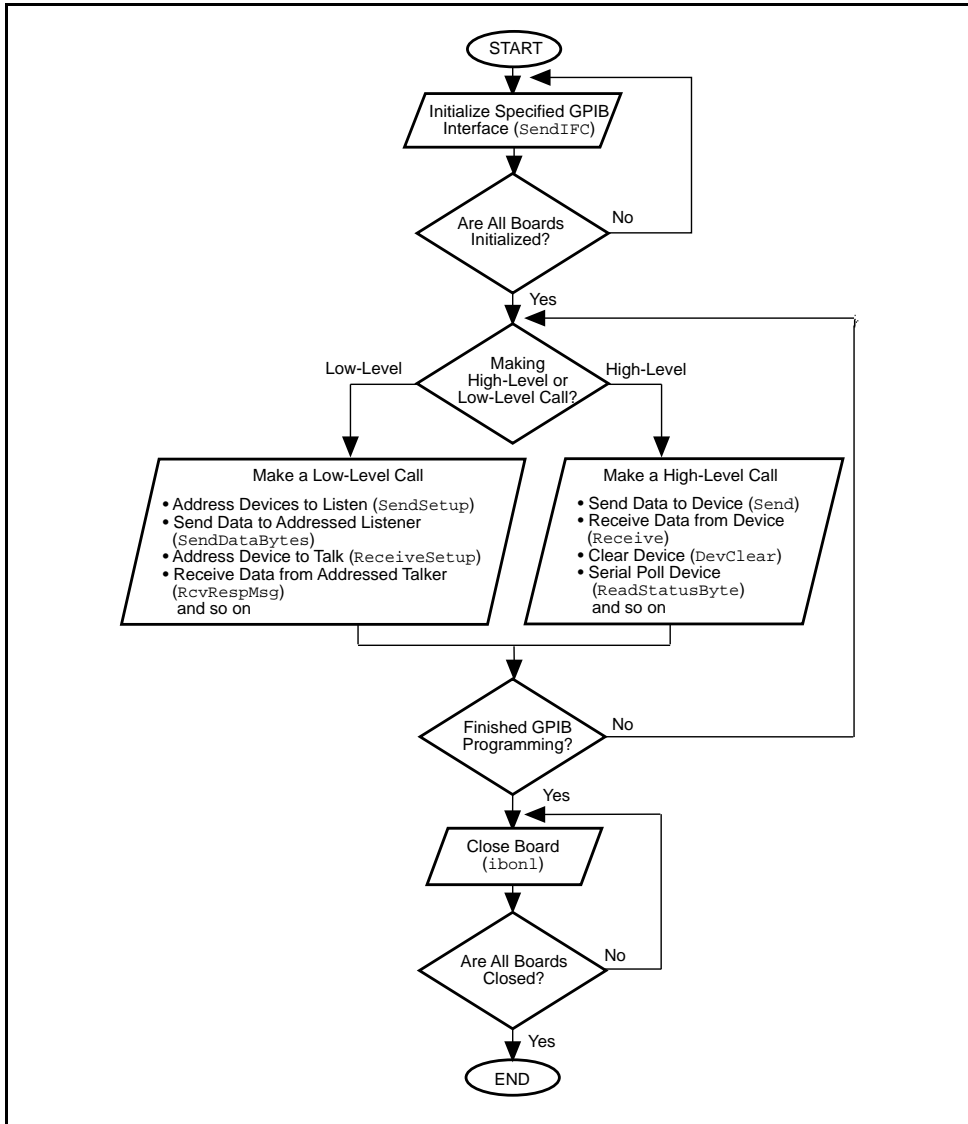 START
Initialize Specified GPIB
Interface (SendIFC)
Are All Boards
Initialized?
No
Yes
Making
High-Level or
Low-Level Call?
Low-Level
High-Level
Make a Low-Level Call
• Address Devices to Listen (SendSetup)
• Send Data to Addressed Listener
(SendDataBytes)
• Address Device to Talk (ReceiveSetup)
• Receive Data from Addressed Talker
(RcvRespMsg)
and so on
Make a High-Level Call
• Send Data to Device (Send)
• Receive Data from Device
(Receive)
• Clear Device (DevClear)
• Serial Poll Device
(ReadStatusByte)
and so on
Finished GPIB
Programming?
No
Yes
Close Board
(ibonl)
Are All Boards
Closed?
No
Yes
END